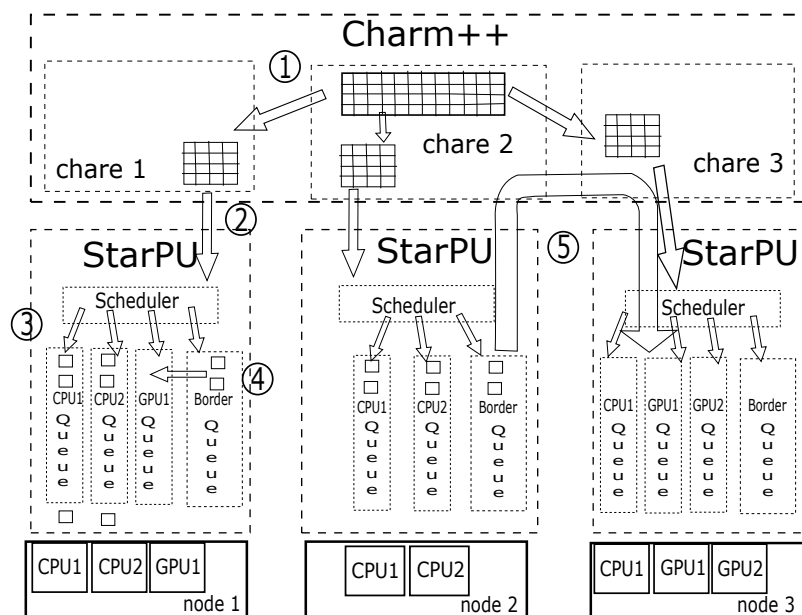 Charm++
①
chare 1
chare 2
chare 3
②
⑤
StarPU
StarPU
StarPU
Scheduler
Scheduler
Scheduler
③
④
CPU1
Queue
CPU2
Queue
GPU1
Queue
Border
Queue
CPU1
Queue
CPU2
Queue
Border
Queue
CPU1
Queue
GPU1
Queue
GPU2
Queue
Border
Queue
CPU1
CPU2
GPU1
node 1
CPU1
CPU2
node 2
CPU1
GPU1
GPU2
node 3